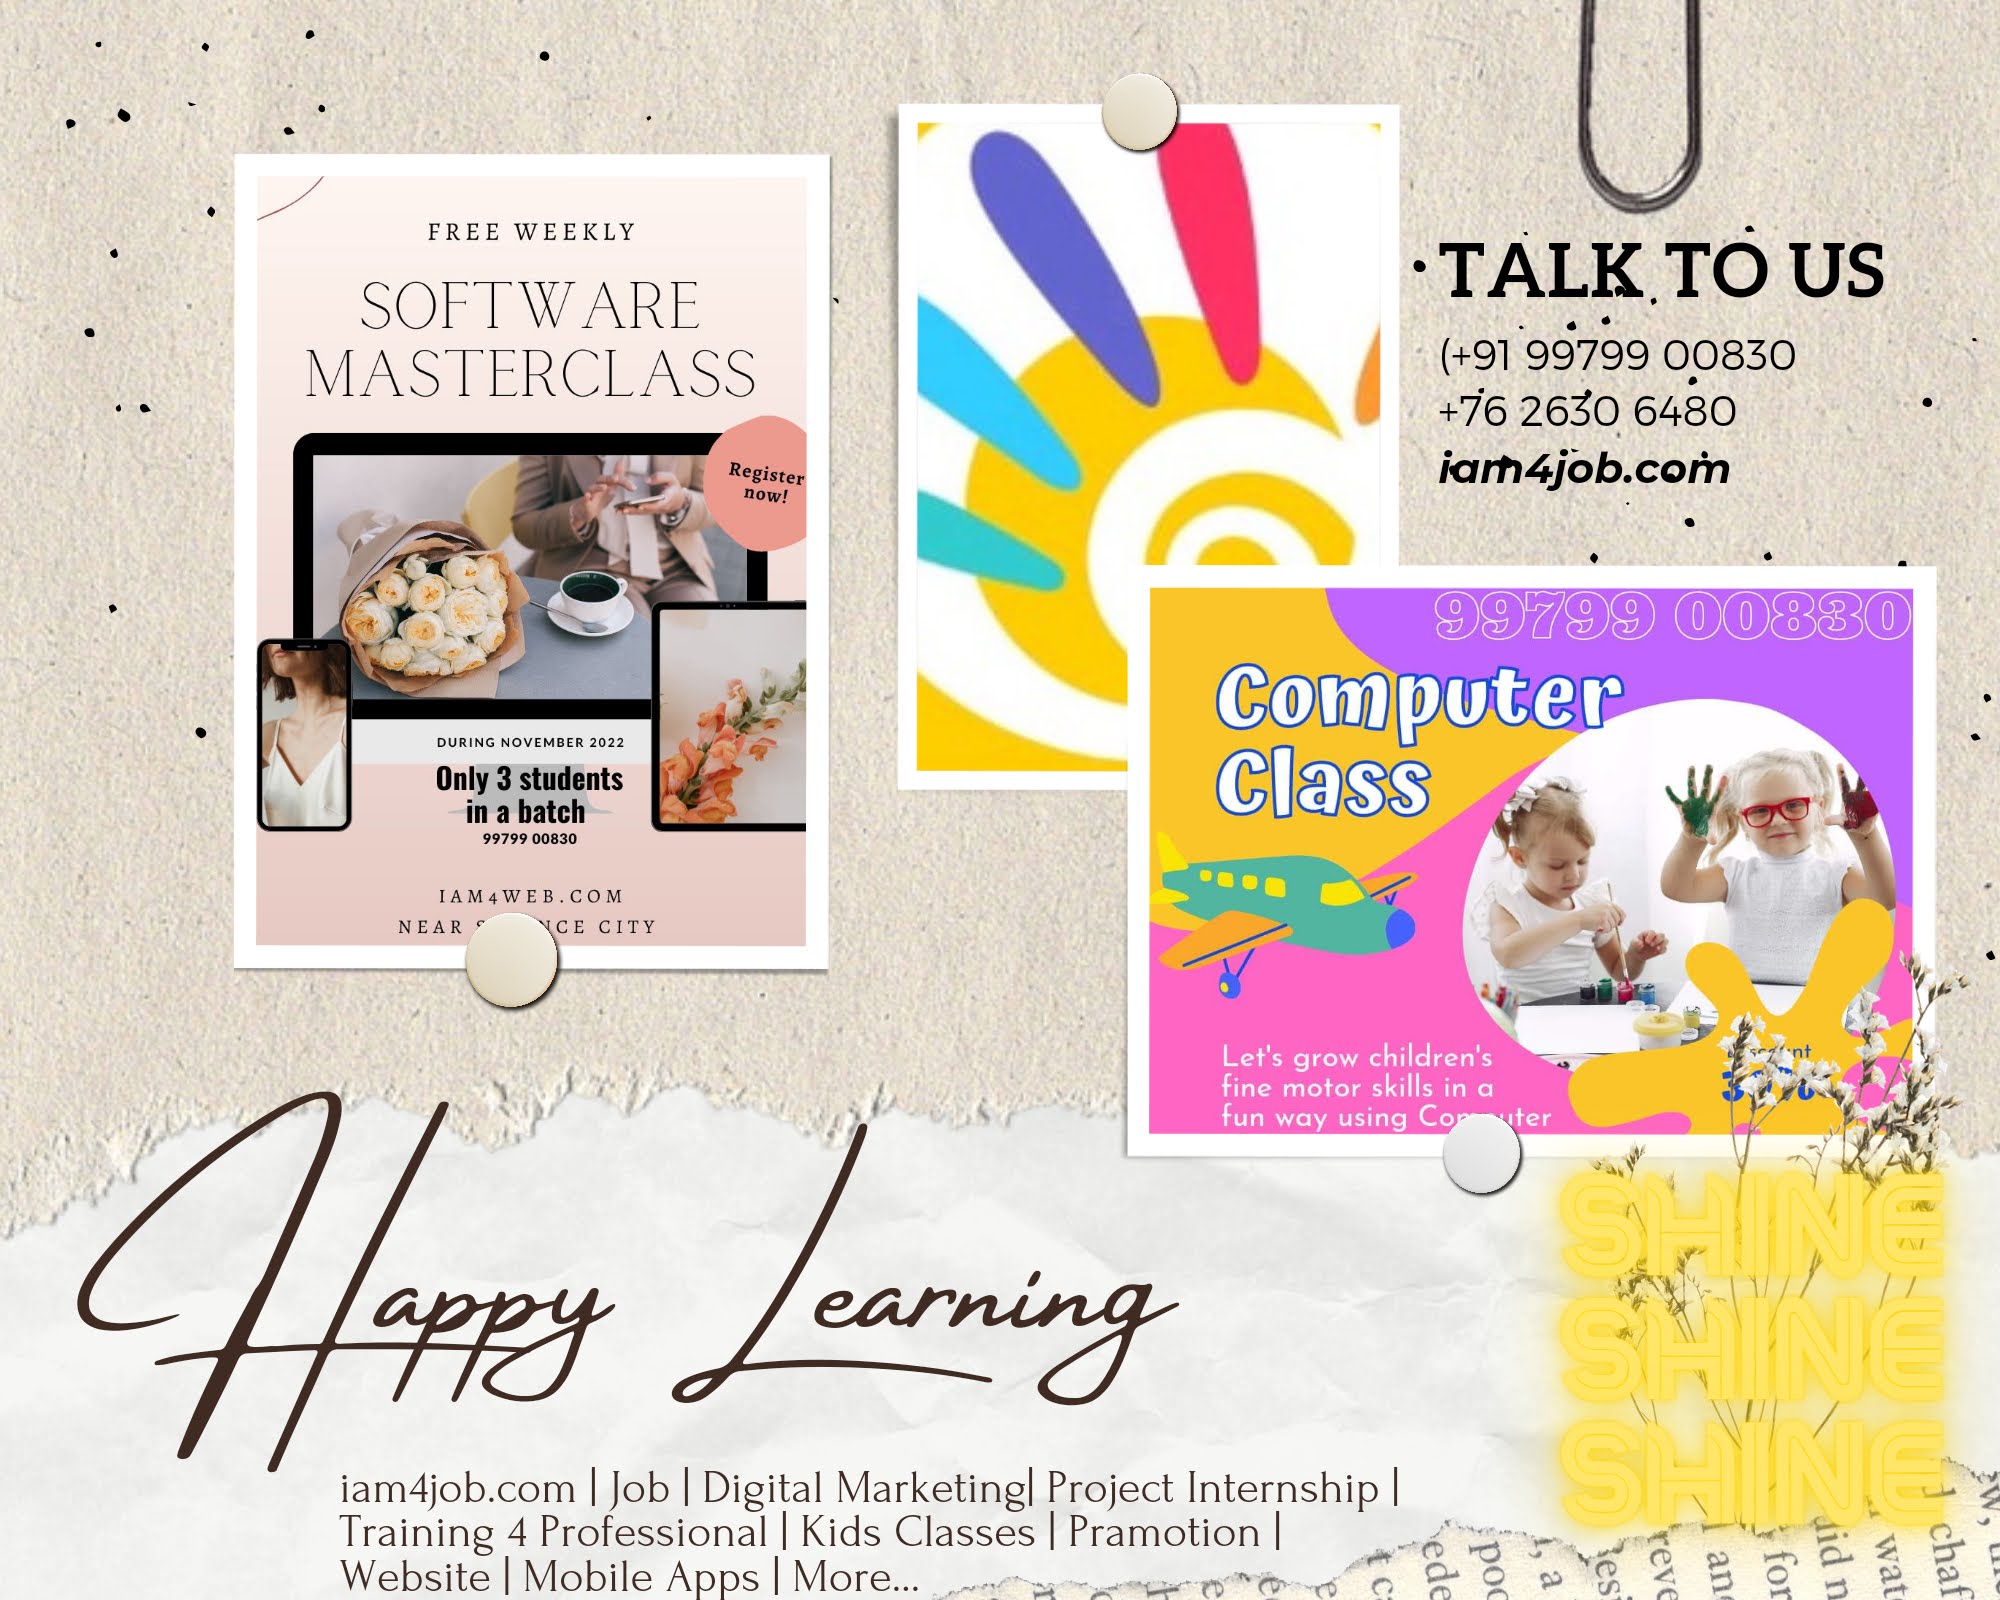 FREE WEEKLY
SOFTWARE
MASTERCLASS
Register
now!
DURING NOVEMBER 2022
Only 3 students
in a batch
99799 00830
IAM4WEB.COM
NEAR CITY
TALK TO US
(+91 99799 00830
+76 2630 6480
iam4job.com
99799 00830
Computer
Class
Let's grow children's
fine motor skills in a
fun way using Computer
SHINE
SHINE
SHINE
Happy Learning
iam4job.com | Job | Digital Marketing| Project Internship |
Training 4 Professional | Kids Classes | Pramotion |
Website | Mobile Apps | More...